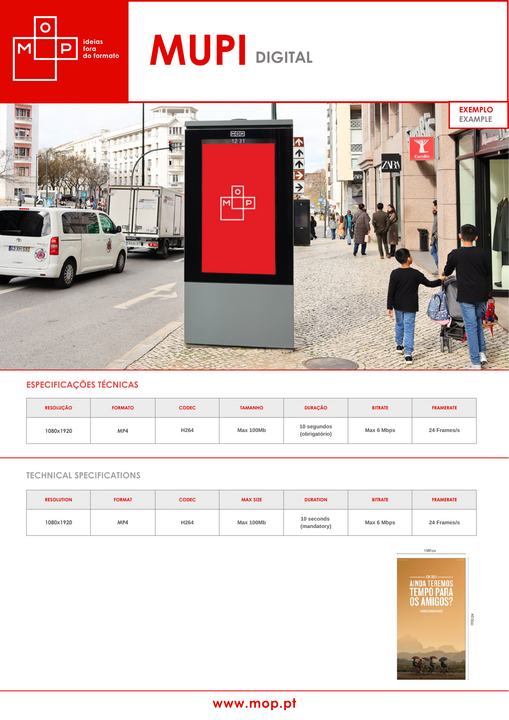 M O P
ideias
fora
do formato
MUPI DIGITAL
EXEMPLO
EXAMPLE
MOP
12 31
ZARA
M O P
ESPECIFICAÇÕES TÉCNICAS
RESOLUÇÃO FORMATO CODEC TAMANHO DURAÇÃO BITRATE FRAMERATE
1080x1920 MP4 H264 Max 100Mb 10 segundos (obrigatório) Max 6 Mbps 24 Frames/s
TECHNICAL SPECIFICATIONS
RESOLUTION FORMAT CODEC MAX SIZE DURATION BITRATE FRAMERATE
1080x1920 MP4 H264 Max 100Mb 10 seconds (mandatory) Max 6 Mbps 24 Frames/s
AINDA TEREMOS
TEMPO PARA
OS AMIGOS?
www.mop.pt